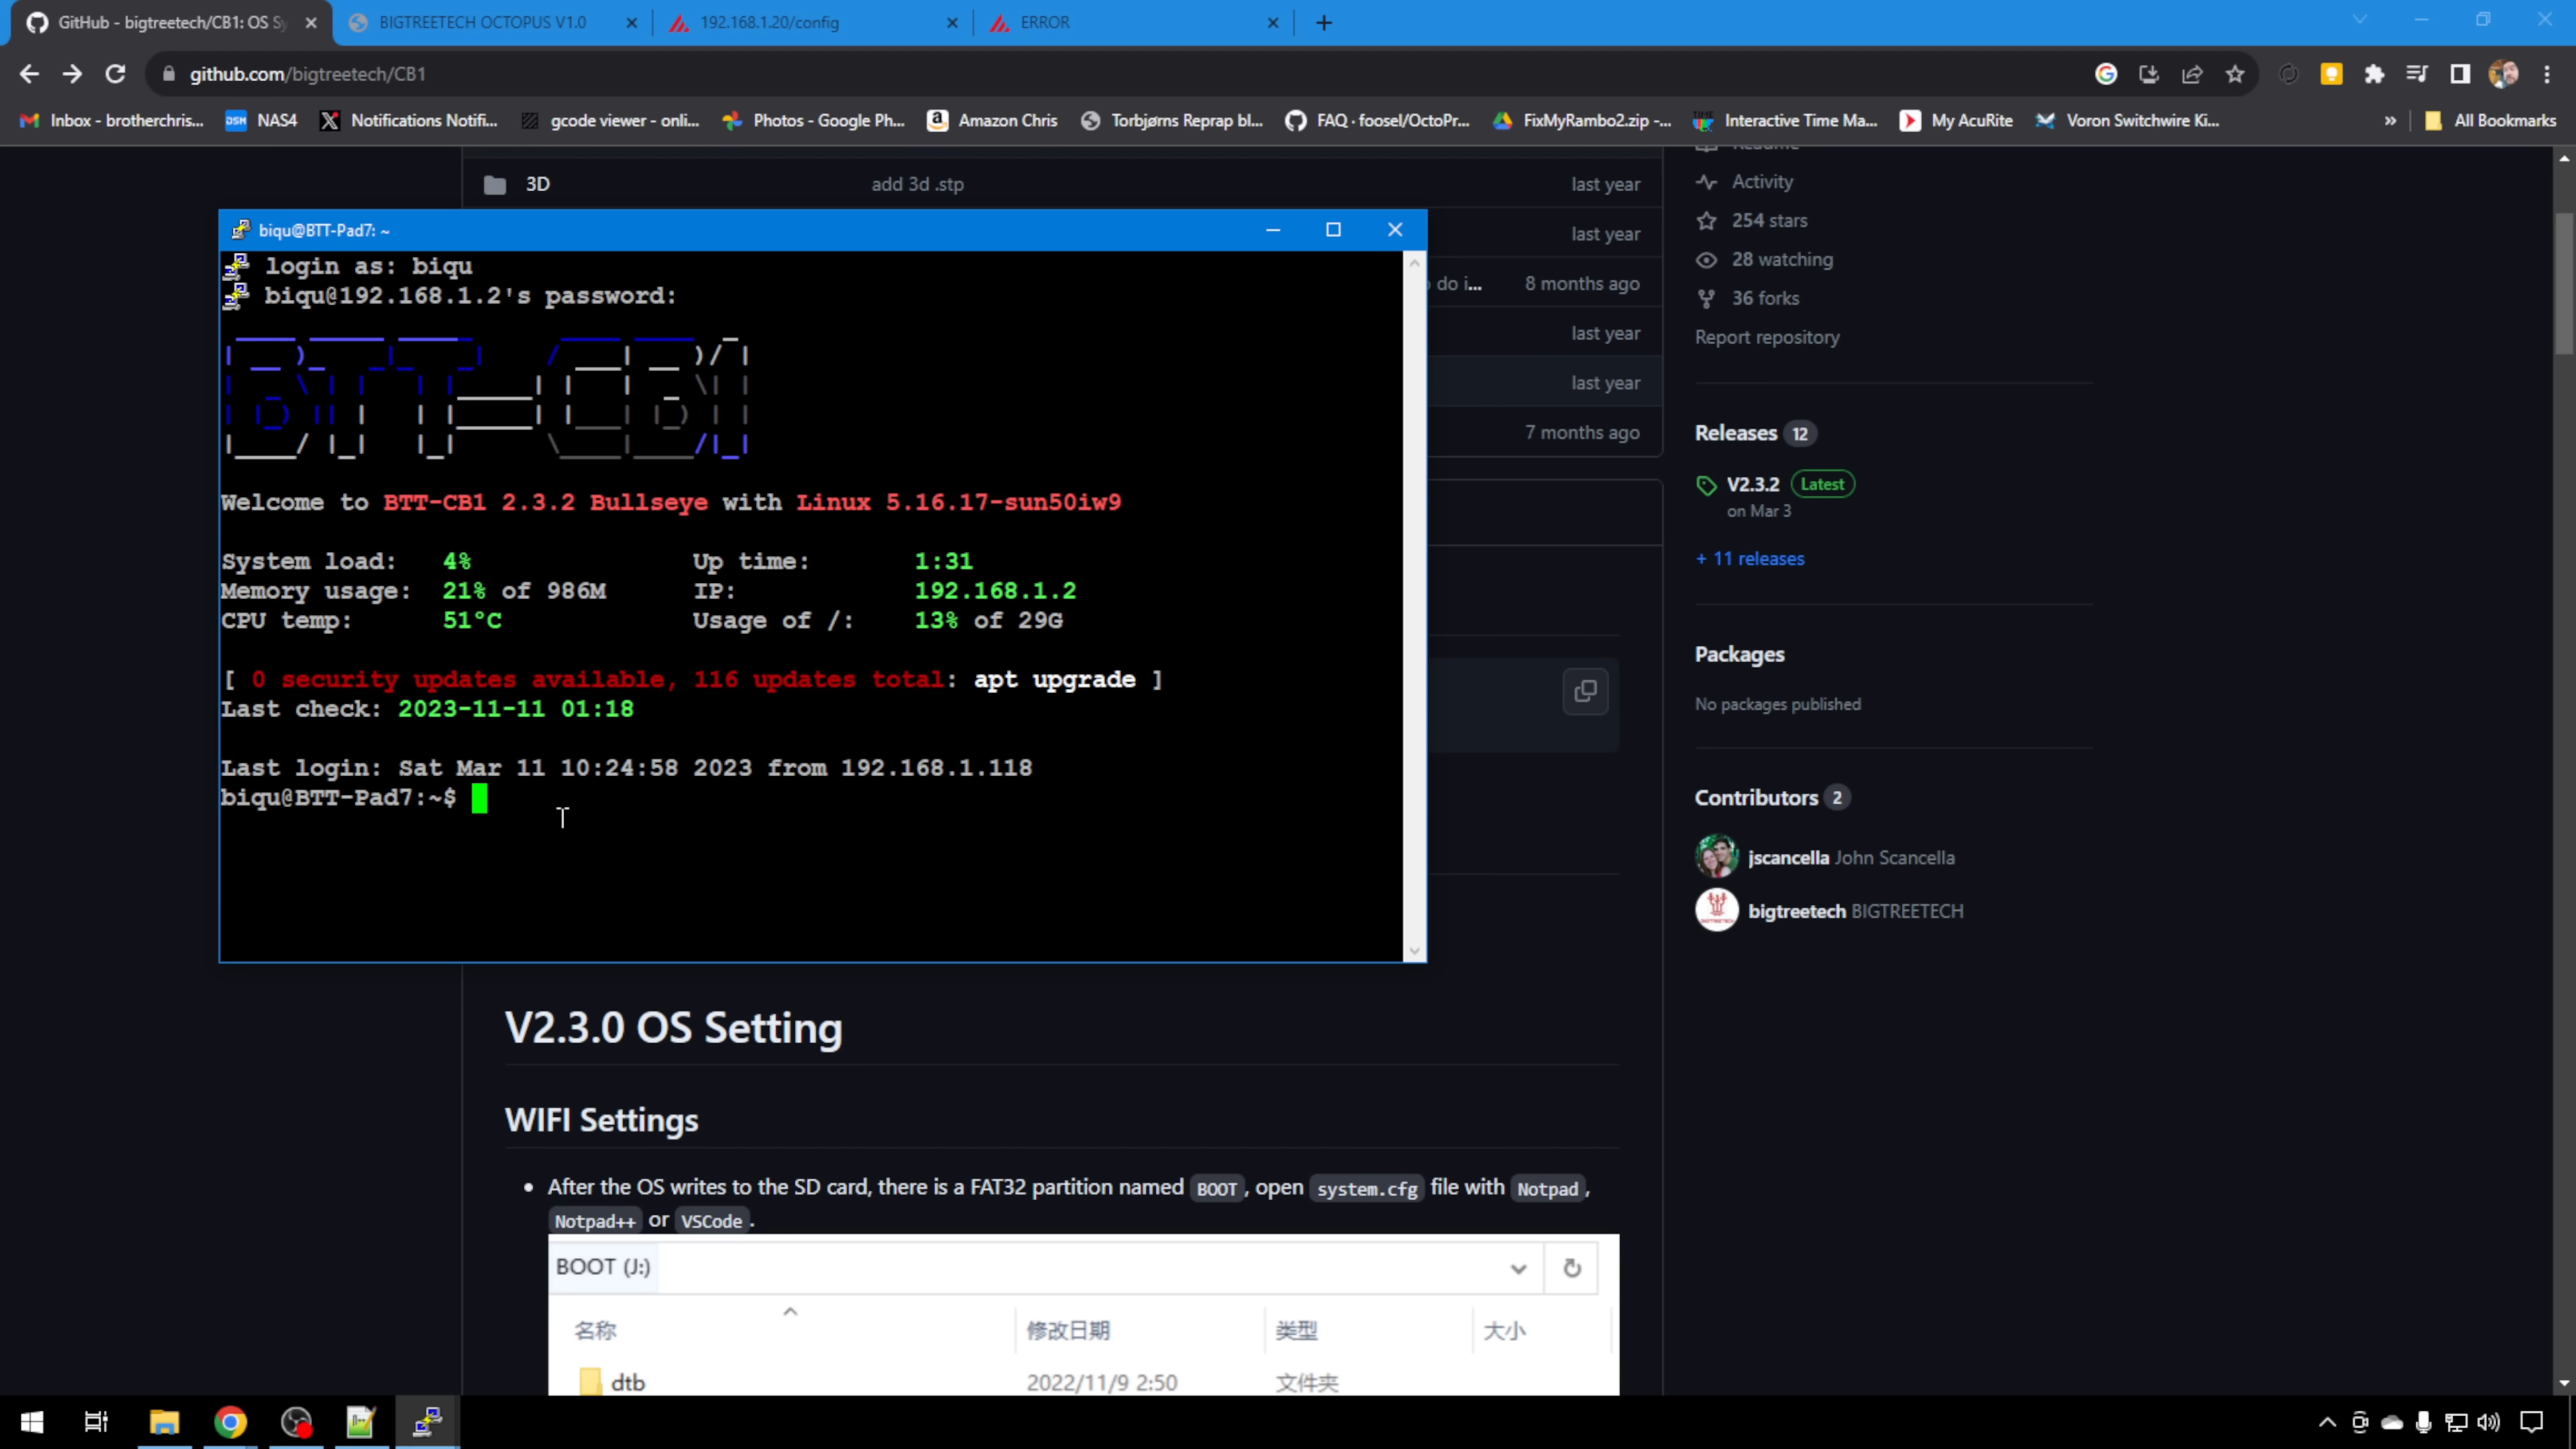 GitHub - bigtreetech/CB1: OS Sy
BIGTREETECH OCTOPUS V1.0
192.168.1.20/config
ERROR
github.com/bigtreetech/CB1
Inbox - brotherchris...
NAS4
Notifications Notifi...
gcode viewer - onli...
Photos - Google Ph...
Amazon Chris
Torbjørns Reprap bl...
FAQ · foosel/OctoPr...
FixMyRambo2.zip -...
Interactive Time Ma...
My AcuRite
Voron Switchwire Ki...
»
All Bookmarks
3D
add 3d .stp
last year
last year
do i...
8 months ago
last year
last year
7 months ago
biqu@BTT-Pad7: ~
login as: biqu
biqu@192.168.1.2's password:
BTT-CB1
Welcome to BTT-CB1 2.3.2 Bullseye with Linux 5.16.17-sun50iw9
System load: 4% Up time: 1:31
Memory usage: 21% of 986M IP: 192.168.1.2
CPU temp: 51°C Usage of /: 13% of 29G
[ 0 security updates available, 116 updates total: apt upgrade ]
Last check: 2023-11-11 01:18
Last login: Sat Mar 11 10:24:58 2023 from 192.168.1.118
biqu@BTT-Pad7:~$
Activity
254 stars
28 watching
36 forks
Report repository
Releases 12
V2.3.2 Latest
on Mar 3
+ 11 releases
Packages
No packages published
Contributors 2
jscancella John Scancella
bigtreetech BIGTREETECH
V2.3.0 OS Setting
WIFI Settings
• After the OS writes to the SD card, there is a FAT32 partition named BOOT, open system.cfg file with Notpad,
Notpad++ or VSCode.
BOOT (J:)
名称 修改日期 类型 大小
dtb 2022/11/9 2:50 文件夹